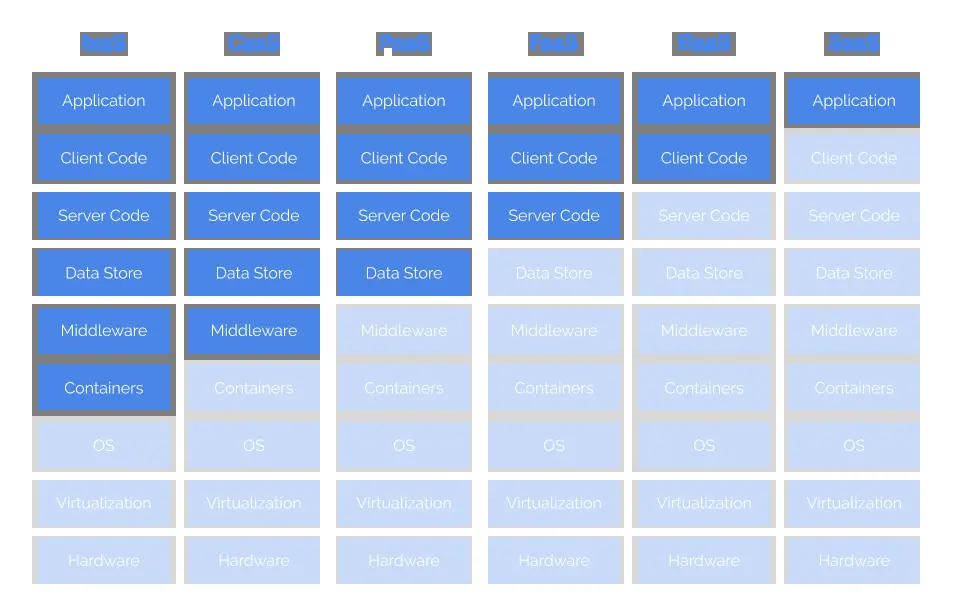 IaaS CaaS PaaS FaaS BaaS SaaS
Application Application Application Application Application Application
Client Code Client Code Client Code Client Code Client Code Client Code
Server Code Server Code Server Code Server Code Server Code Server Code
Data Store Data Store Data Store Data Store Data Store Data Store
Middleware Middleware Middleware Middleware Middleware Middleware
Containers Containers Containers Containers Containers Containers
OS OS OS OS OS OS
Virtualization Virtualization Virtualization Virtualization Virtualization Virtualization
Hardware Hardware Hardware Hardware Hardware Hardware